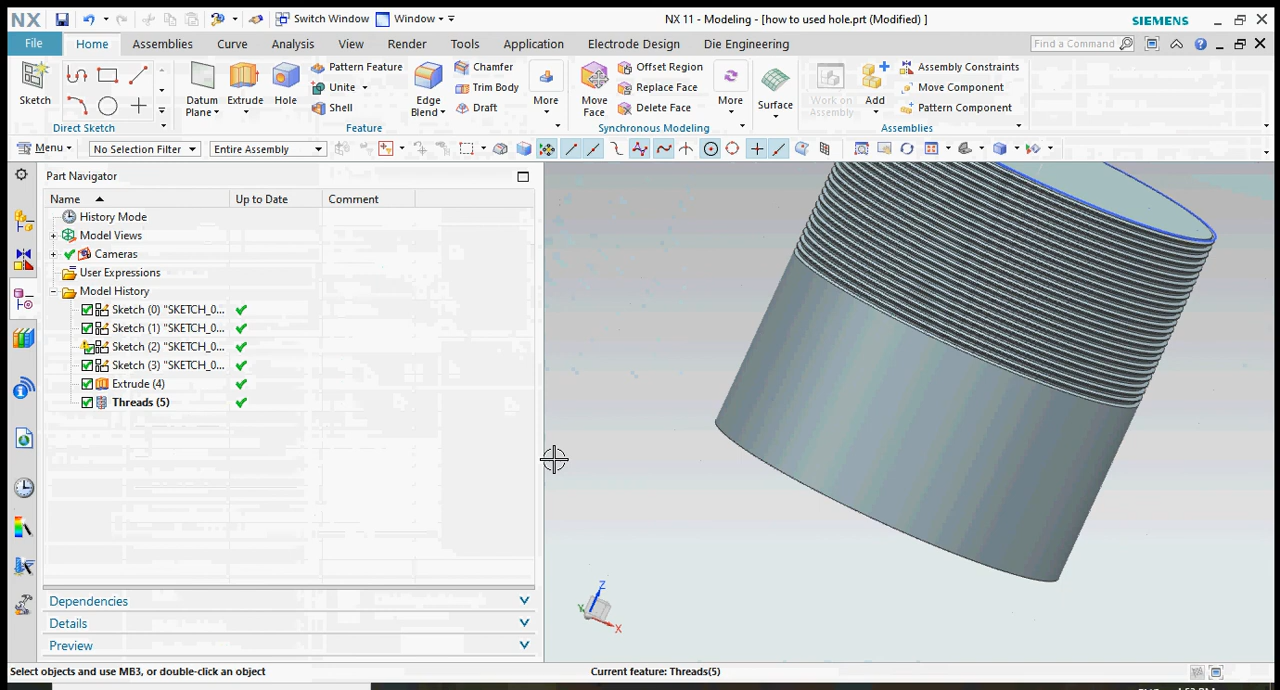 NX Switch Window Window NX 11 - Modeling - [how to used hole.prt (Modified) ] SIEMENS
File Home Assemblies Curve Analysis View Render Tools Application Electrode Design Die Engineering Find a Command
Sketch Datum Plane Extrude Hole Pattern Feature Unite Shell Edge Blend Chamfer Trim Body Draft More Move Face Offset Region Replace Face Delete Face More Surface Work on Assembly Add Assembly Constraints Move Component Pattern Component
Direct Sketch Feature Synchronous Modeling Assemblies
Menu No Selection Filter Entire Assembly
Part Navigator
Name Up to Date Comment
History Mode
Model Views
Cameras
User Expressions
Model History
Sketch (0) "SKETCH_0...
Sketch (1) "SKETCH_0...
Sketch (2) "SKETCH_0...
Sketch (3) "SKETCH_0...
Extrude (4)
Threads (5)
Z
Y
X
Dependencies
Details
Preview
Select objects and use MB3, or double-click an object Current feature: Threads(5)